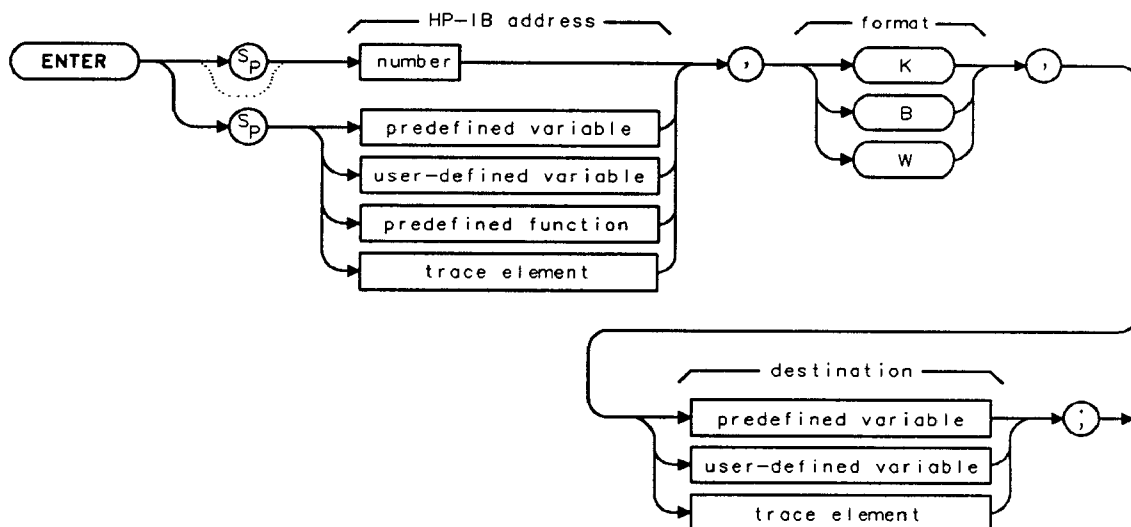 HP-IB address
format
ENTER
SP
number
,
K
,
B
SP
predefined variable
W
user-defined variable
predefined function
trace element
destination
predefined variable
;
user-defined variable
trace element